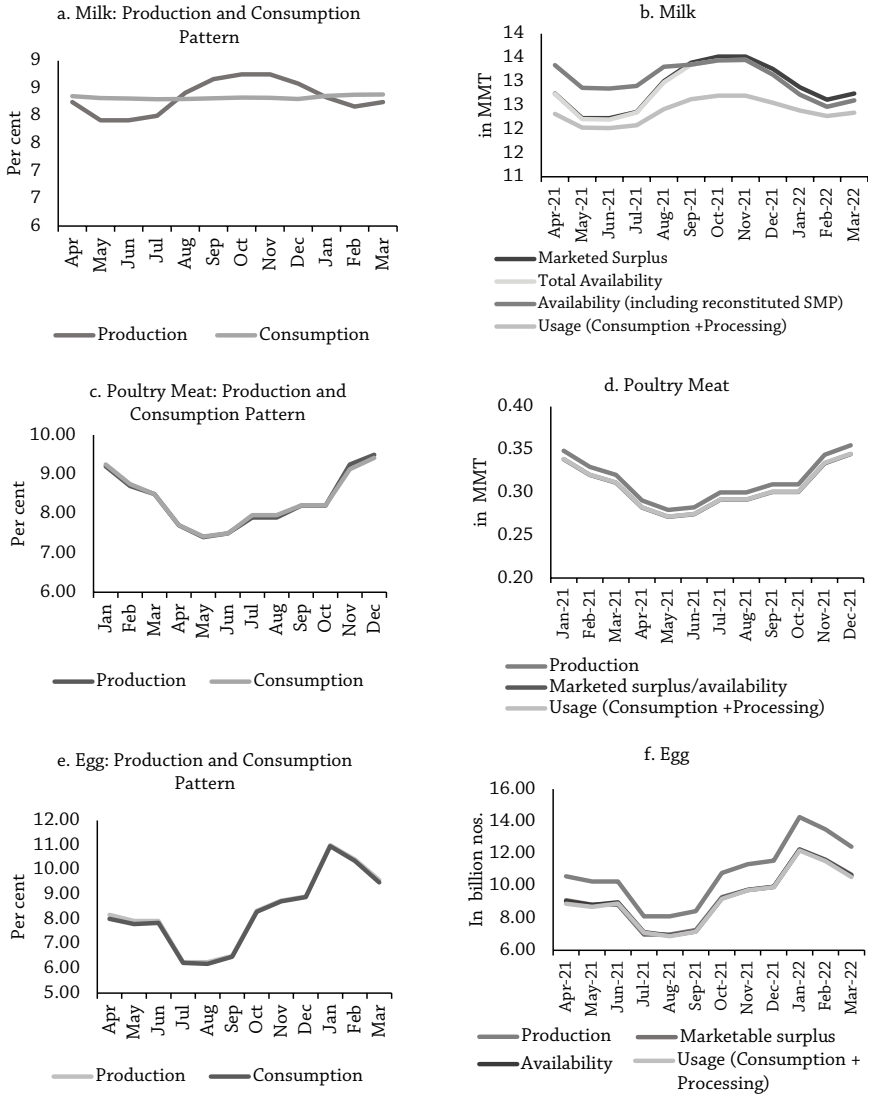 a. Milk: Production and Consumption
Pattern
9
9
8
8
7
7
6
Per cent
Apr
May
Jun
Jul
Aug
Sep
Oct
Nov
Dec
Jan
Feb
Mar
Production
Consumption
b. Milk
14
14
13
13
12
12
11
in MMT
Apr-21
May-21
Jun-21
Jul-21
Aug-21
Sep-21
Oct-21
Nov-21
Dec-21
Jan-22
Feb-22
Mar-22
Marketed Surplus
Total Availability
Availability (including reconstituted SMP)
Usage (Consumption +Processing)
c. Poultry Meat: Production and
Consumption Pattern
10.00
9.00
8.00
7.00
6.00
Per cent
Jan
Feb
Mar
Apr
May
Jun
Jul
Aug
Sep
Oct
Nov
Dec
Production
Consumption
d. Poultry Meat
0.40
0.35
0.30
0.25
0.20
in MMT
Jan-21
Feb-21
Mar-21
Apr-21
May-21
Jun-21
Jul-21
Aug-21
Sep-21
Oct-21
Nov-21
Dec-21
Production
Marketed surplus/availability
Usage (Consumption +Processing)
e. Egg: Production and Consumption
Pattern
12.00
11.00
10.00
9.00
8.00
7.00
6.00
5.00
Per cent
Apr
May
Jun
Jul
Aug
Sep
Oct
Nov
Dec
Jan
Feb
Mar
Production
Consumption
f. Egg
16.00
14.00
12.00
10.00
8.00
6.00
In billion nos.
Apr-21
May-21
Jun-21
Jul-21
Aug-21
Sep-21
Oct-21
Nov-21
Dec-21
Jan-22
Feb-22
Mar-22
Production
Marketable surplus
Availability
Usage (Consumption +
Processing)